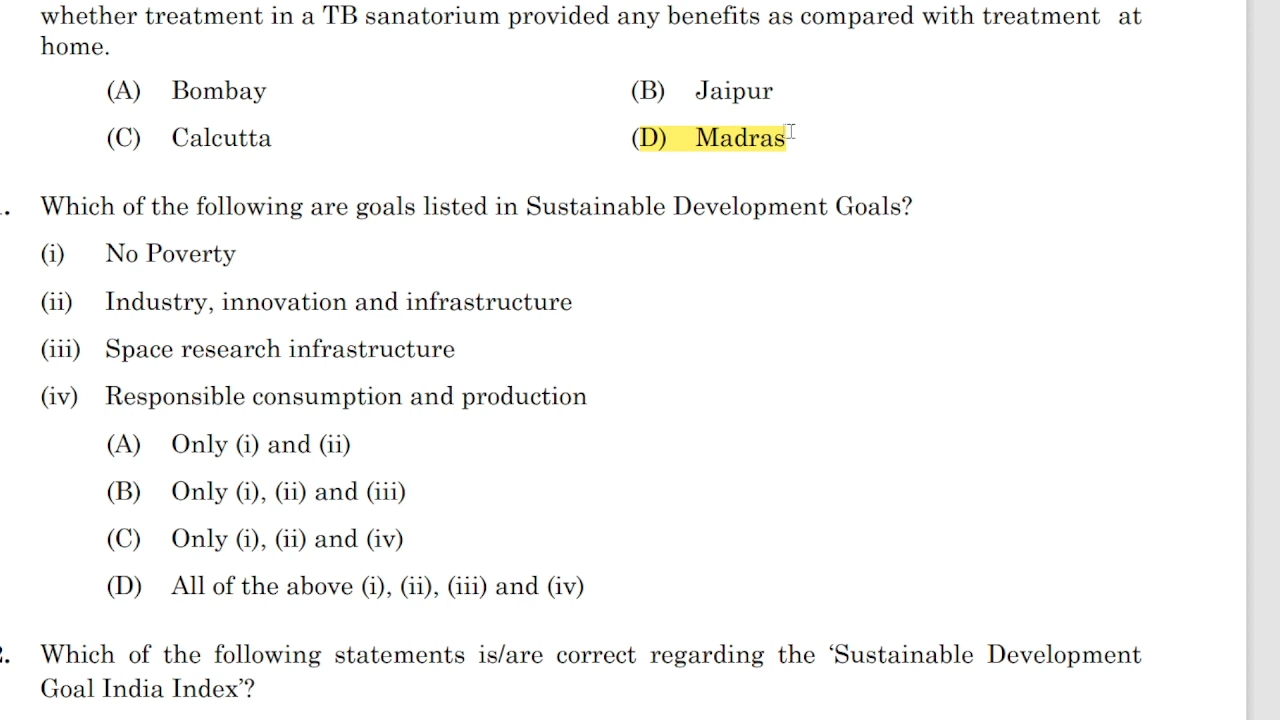 whether treatment in a TB sanatorium provided any benefits as compared with treatment at
home.
(A) Bombay (B) Jaipur
(C) Calcutta (D) Madras
. Which of the following are goals listed in Sustainable Development Goals?
(i) No Poverty
(ii) Industry, innovation and infrastructure
(iii) Space research infrastructure
(iv) Responsible consumption and production
(A) Only (i) and (ii)
(B) Only (i), (ii) and (iii)
(C) Only (i), (ii) and (iv)
(D) All of the above (i), (ii), (iii) and (iv)
2. Which of the following statements is/are correct regarding the ‘Sustainable Development
Goal India Index’?